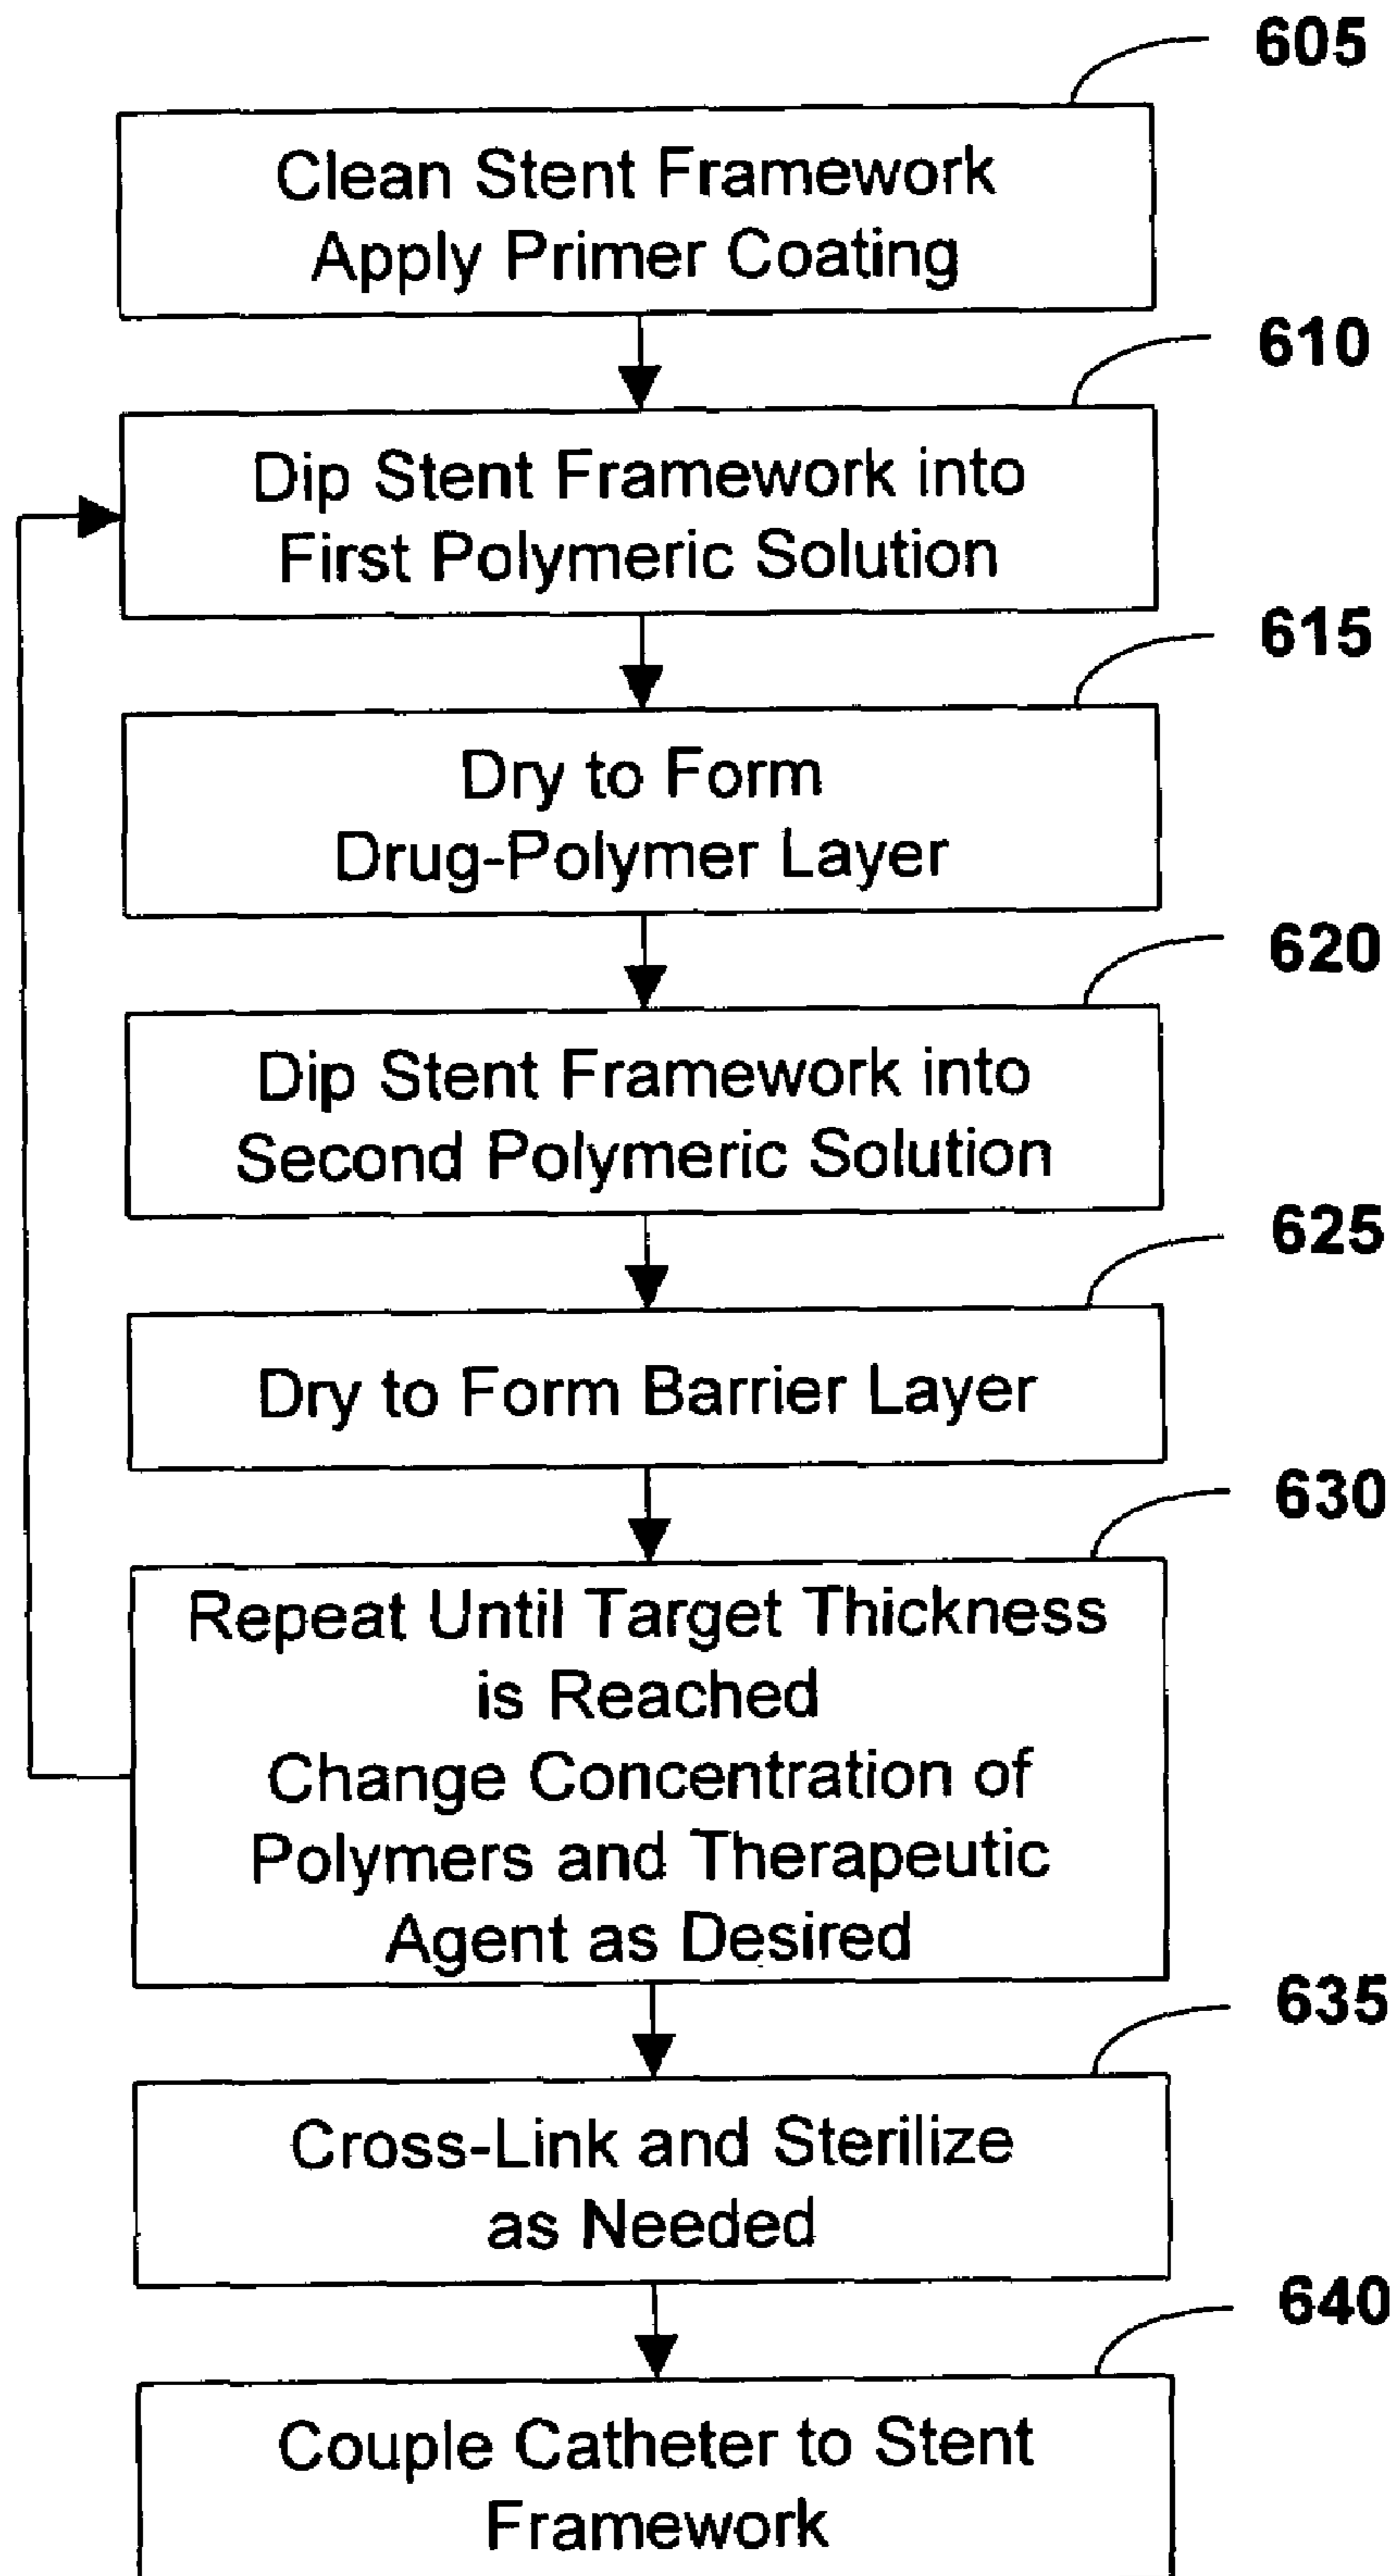 605
Clean Stent Framework
Apply Primer Coating
610
Dip Stent Framework into
First Polymeric Solution
615
Dry to Form
Drug-Polymer Layer
620
Dip Stent Framework into
Second Polymeric Solution
625
Dry to Form Barrier Layer
630
Repeat Until Target Thickness
is Reached
Change Concentration of
Polymers and Therapeutic
Agent as Desired
635
Cross-Link and Sterilize
as Needed
640
Couple Catheter to Stent
Framework